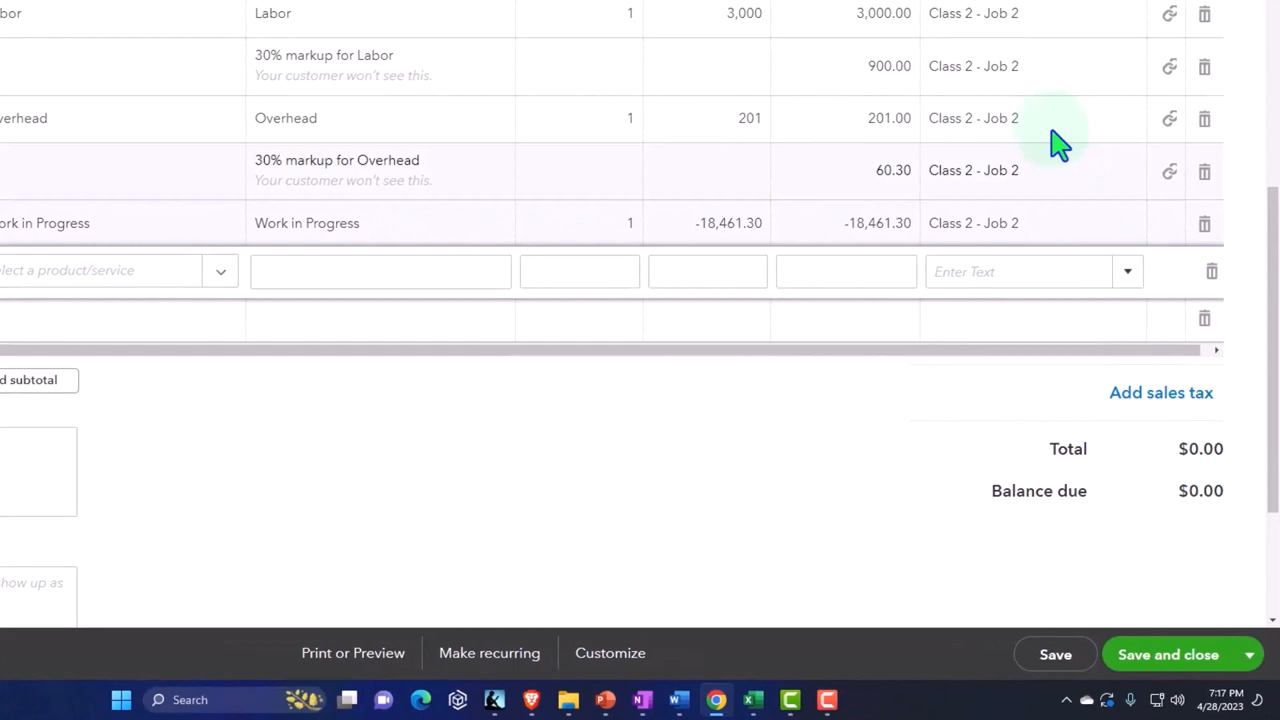 bor Labor 1 3,000 3,000.00 Class 2 - Job 2
30% markup for Labor
Your customer won't see this.
900.00 Class 2 - Job 2
verhead Overhead 1 201 201.00 Class 2 - Job 2
30% markup for Overhead
Your customer won't see this.
60.30 Class 2 - Job 2
ork in Progress Work in Progress 1 -18,461.30 -18,461.30 Class 2 - Job 2
lect a product/service Enter Text
d subtotal
Add sales tax
Total $0.00
Balance due $0.00
how up as
Print or Preview Make recurring Customize Save Save and close
Search
7:17 PM
4/28/2023